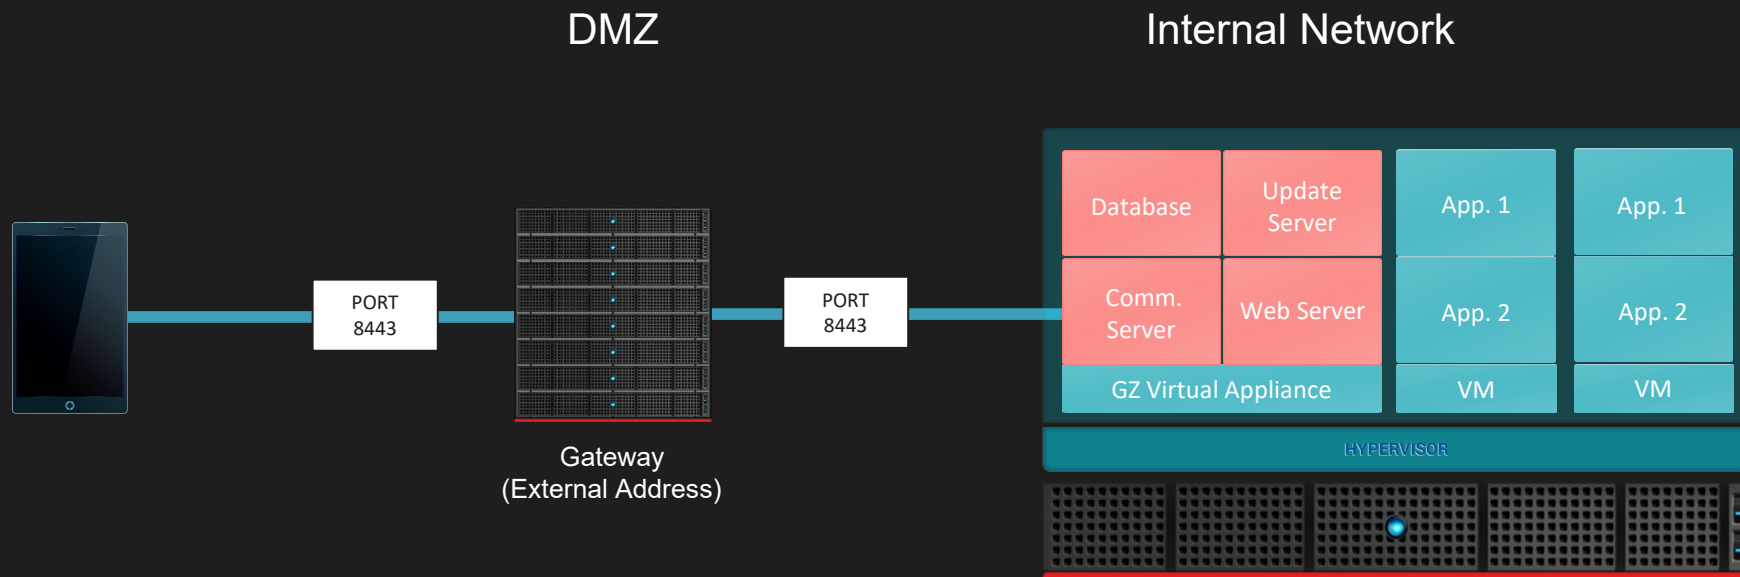 DMZ
Internal Network
PORT
8443
Gateway
(External Address)
PORT
8443
Database
Update
Server
Comm.
Server
Web Server
GZ Virtual Appliance
App. 1
App. 2
VM
App. 1
App. 2
VM
HYPERVISOR